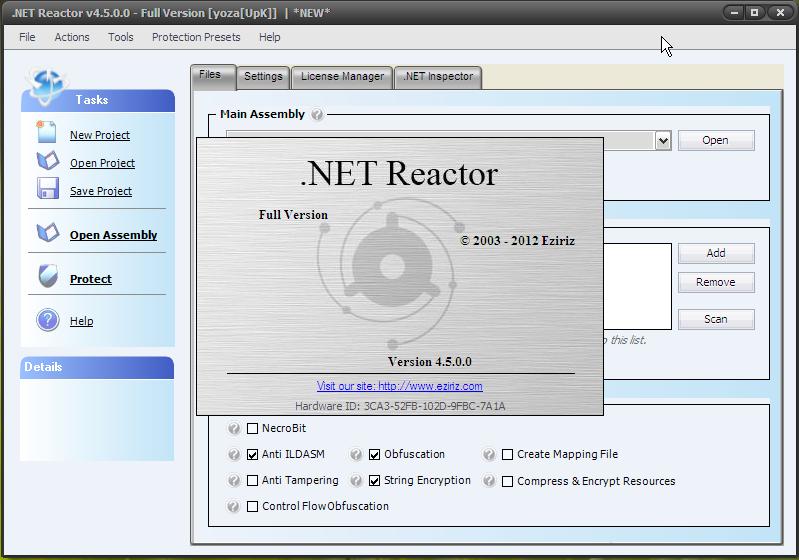 .NET Reactor v4.5.0.0 - Full Version [yoza[UpK]] | *NEW*
File Actions Tools Protection Presets Help
Tasks
New Project
Open Project
Save Project
Open Assembly
Protect
Help
Details
Files Settings License Manager .NET Inspector
Main Assembly
Open
.NET Reactor
Full Version
© 2003 - 2012 Eziriz
Version 4.5.0.0
Visit our site: http://www.eziriz.com
Hardware ID: 3CA3-52FB-102D-9FBC-7A1A
Add
Remove
Scan
this list.
NecroBit
Anti ILDASM Obfuscation Create Mapping File
Anti Tampering String Encryption Compress & Encrypt Resources
Control Flow Obfuscation